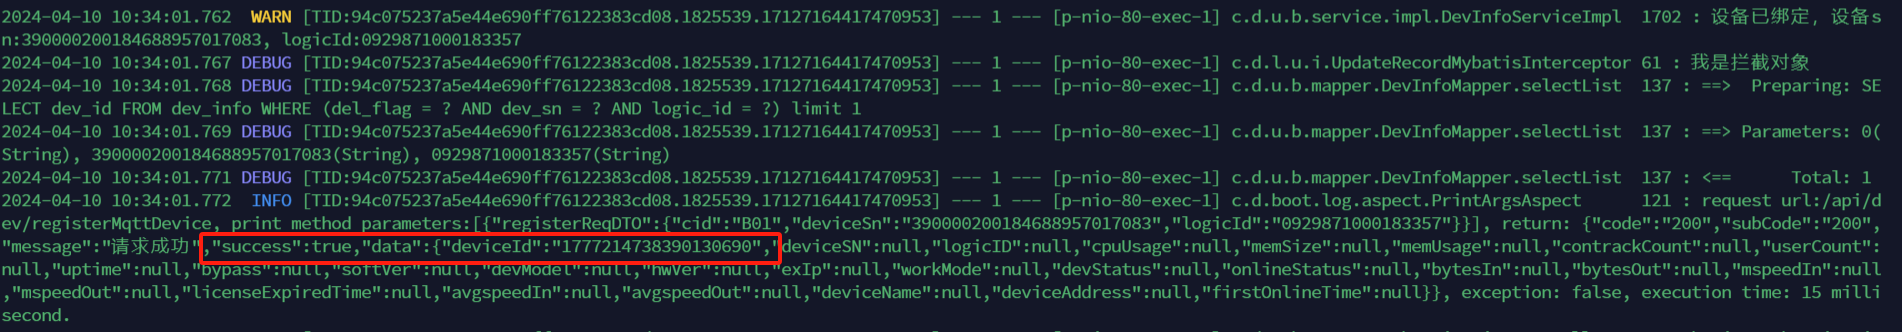 2024-04-10 10:34:01.762  WARN [TID:94c075237a5e44e690ff76122383cd08.1825539.17127164417470953] --- 1 --- [p-nio-80-exec-1] c.d.u.b.service.impl.DevInfoServiceImpl  1702 : 设备已绑定，设备s
n:390000200184688957017083, logicId:0929871000183357
2024-04-10 10:34:01.767 DEBUG [TID:94c075237a5e44e690ff76122383cd08.1825539.17127164417470953] --- 1 --- [p-nio-80-exec-1] c.d.l.u.i.UpdateRecordMybatisInterceptor 61 : 我是拦截对象
2024-04-10 10:34:01.768 DEBUG [TID:94c075237a5e44e690ff76122383cd08.1825539.17127164417470953] --- 1 --- [p-nio-80-exec-1] c.d.u.b.mapper.DevInfoMapper.selectList  137 : ==>  Preparing: SE
LECT dev_id FROM dev_info WHERE (del_flag = ? AND dev_sn = ? AND logic_id = ?) limit 1
2024-04-10 10:34:01.769 DEBUG [TID:94c075237a5e44e690ff76122383cd08.1825539.17127164417470953] --- 1 --- [p-nio-80-exec-1] c.d.u.b.mapper.DevInfoMapper.selectList  137 : ==> Parameters: 0(
String), 390000200184688957017083(String), 0929871000183357(String)
2024-04-10 10:34:01.771 DEBUG [TID:94c075237a5e44e690ff76122383cd08.1825539.17127164417470953] --- 1 --- [p-nio-80-exec-1] c.d.u.b.mapper.DevInfoMapper.selectList  137 : <==      Total: 1
2024-04-10 10:34:01.772  INFO [TID:94c075237a5e44e690ff76122383cd08.1825539.17127164417470953] --- 1 --- [p-nio-80-exec-1] c.d.boot.log.aspect.PrintArgsAspect      121 : request url:/api/d
ev/registerMqttDevice, print method parameters:[{"registerReqDTO":{"cid":"B01","deviceSn":"390000200184688957017083","logicId":"0929871000183357"}}], return: {"code":"200","subCode":"200",
"message":"请求成功","success":true,"data":{"deviceId":"1777214738390130690","deviceSN":null,"logicID":null,"cpuUsage":null,"memSize":null,"memUsage":null,"contrackCount":null,"userCount":
null,"uptime":null,"bypass":null,"softVer":null,"devModel":null,"hwVer":null,"exIp":null,"workMode":null,"devStatus":null,"onlineStatus":null,"bytesIn":null,"bytesOut":null,"mspeedIn":null
,"mspeedOut":null,"licenseExpiredTime":null,"avgspeedIn":null,"avgspeedOut":null,"deviceName":null,"deviceAddress":null,"firstOnlineTime":null}}, exception: false, execution time: 15 milli
second.